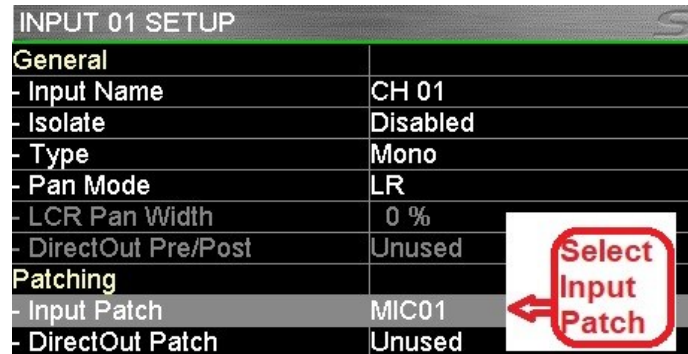 INPUT 01 SETUP
General
- Input Name CH 01
- Isolate Disabled
- Type Mono
- Pan Mode LR
- LCR Pan Width 0 %
- DirectOut Pre/Post Unused
Patching
- Input Patch MIC01
- DirectOut Patch Unused
Select
Input
Patch